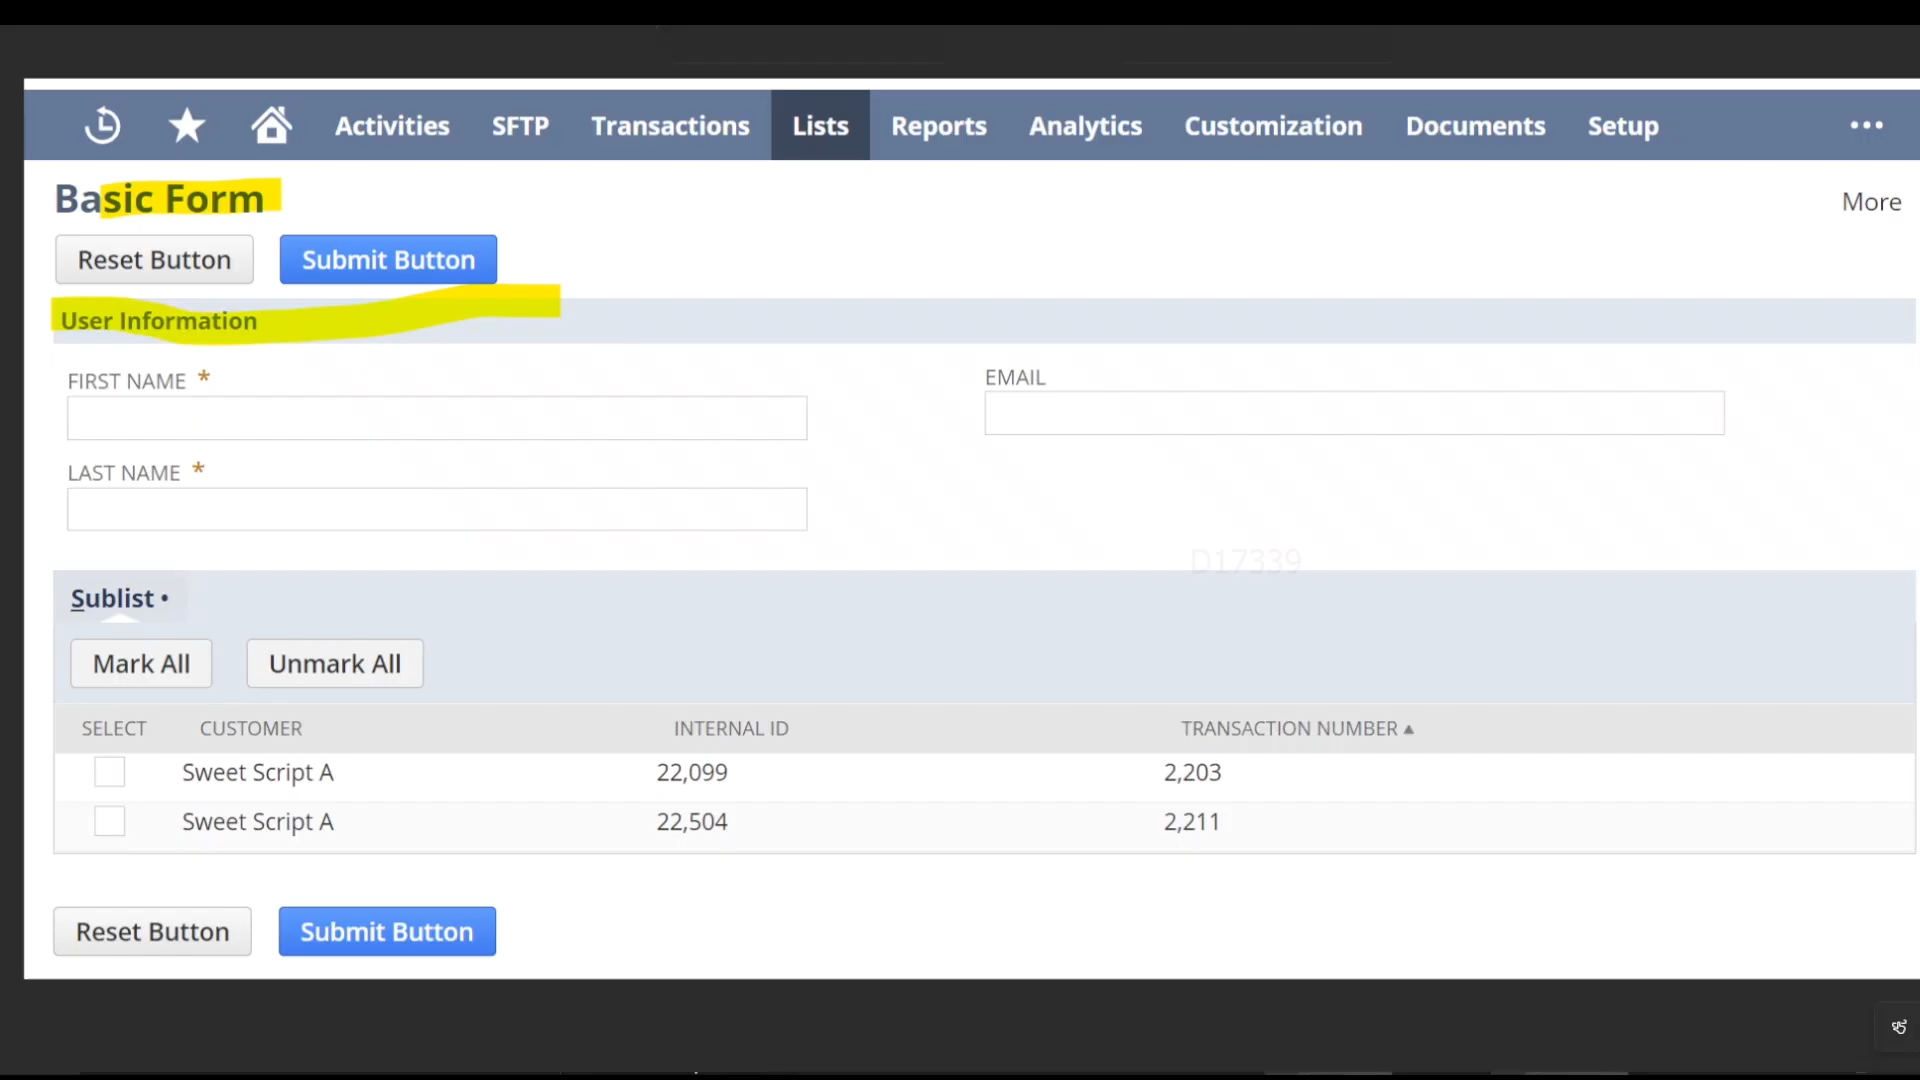 Activities SFTP Transactions Lists Reports Analytics Customization Documents Setup
Basic Form More
Reset Button Submit Button
User Information
FIRST NAME * EMAIL
LAST NAME *
D17339
Sublist •
Mark All Unmark All
SELECT CUSTOMER INTERNAL ID TRANSACTION NUMBER ▲
Sweet Script A 22,099 2,203
Sweet Script A 22,504 2,211
Reset Button Submit Button